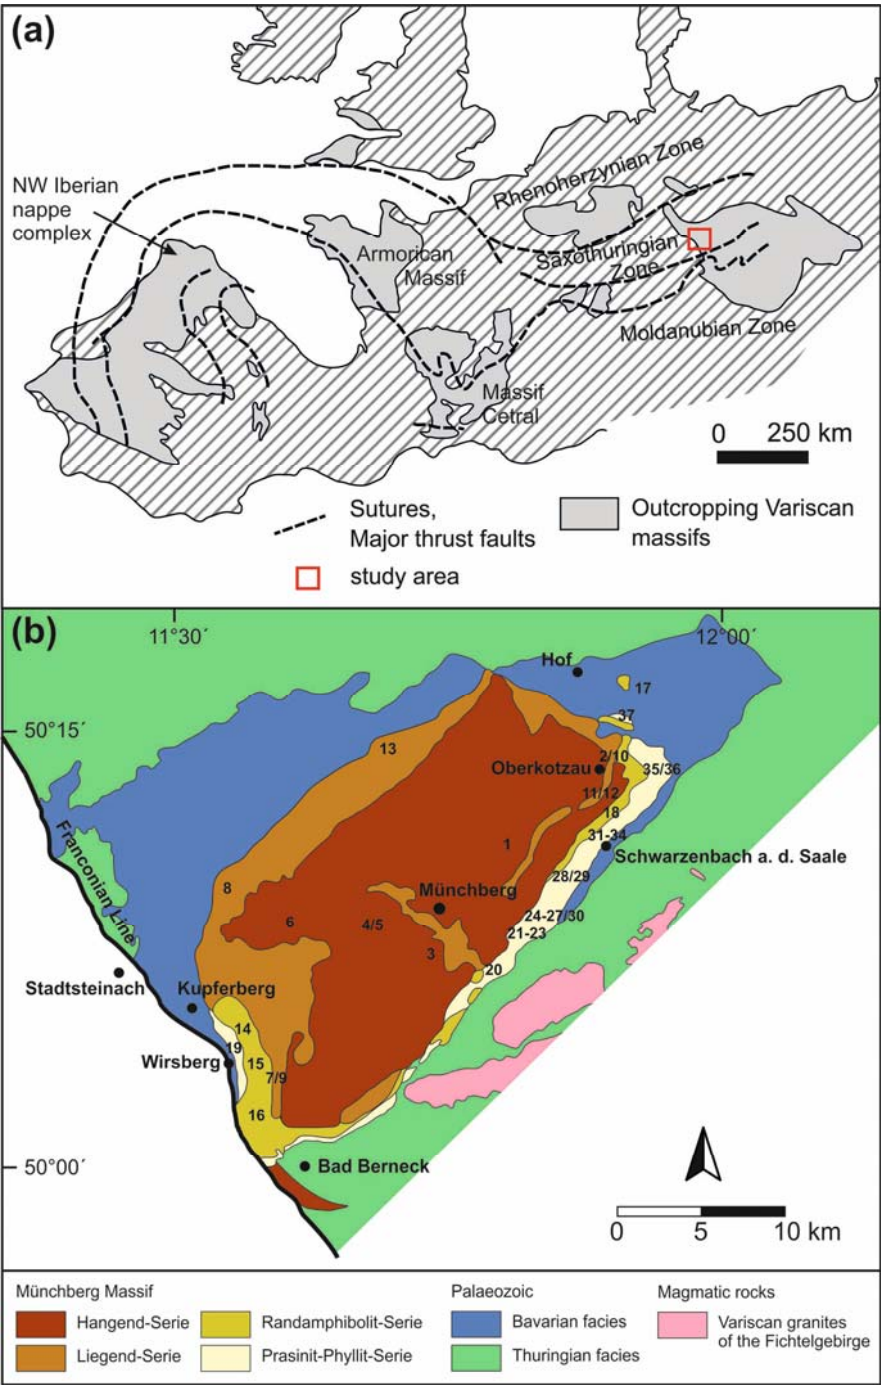 (a)
NW Iberian
nappe
complex
Armorican
Massif
Rhenoherzynian Zone
Saxothuringian
Zone
Moldanubian Zone
Massif
Cetral
0 250 km
Sutures,
Major thrust faults
Outcropping Variscan
massifs
study area
(b)
11°30´
12°00´
Hof
17
37
50°15´
13
2/10
Oberkotzau
35/36
11/12
18
31-34
1
Schwarzenbach a. d. Saale
Franconian Line
28/29
8
Münchberg
24-27/30
6
4/5
21-23
3
20
Stadtsteinach
Kupferberg
14
19
Wirsberg
15
7/9
16
50°00´
Bad Berneck
0 5 10 km
Münchberg Massif
Palaeozoic
Magmatic rocks
Hangend-Serie
Randamphibolit-Serie
Bavarian facies
Variscan granites
of the Fichtelgebirge
Liegend-Serie
Prasinit-Phyllit-Serie
Thuringian facies